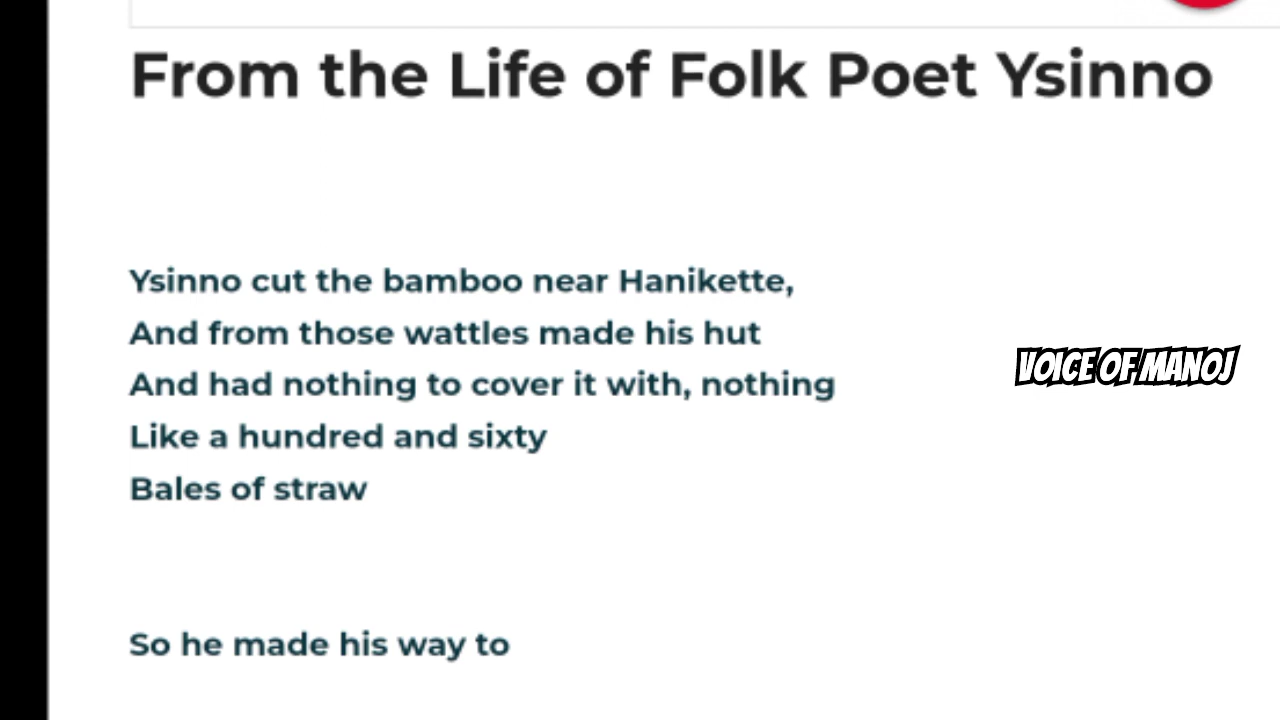 From the Life of Folk Poet Ysinno
Ysinno cut the bamboo near Hanikette,
And from those wattles made his hut
And had nothing to cover it with, nothing
Like a hundred and sixty
Bales of straw
VOICE OF MANOJ
So he made his way to